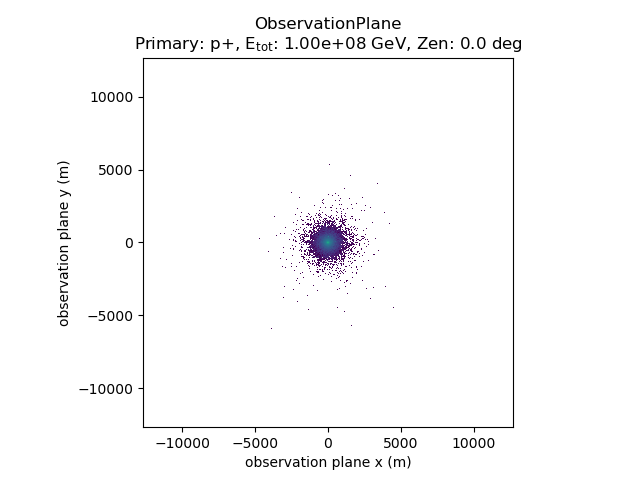 ObservationPlane
Primary: p+, E_tot: 1.00e+08 GeV, Zen: 0.0 deg
10000
5000
0
−5000
−10000
observation plane y (m)
−10000 −5000 0 5000 10000
observation plane x (m)